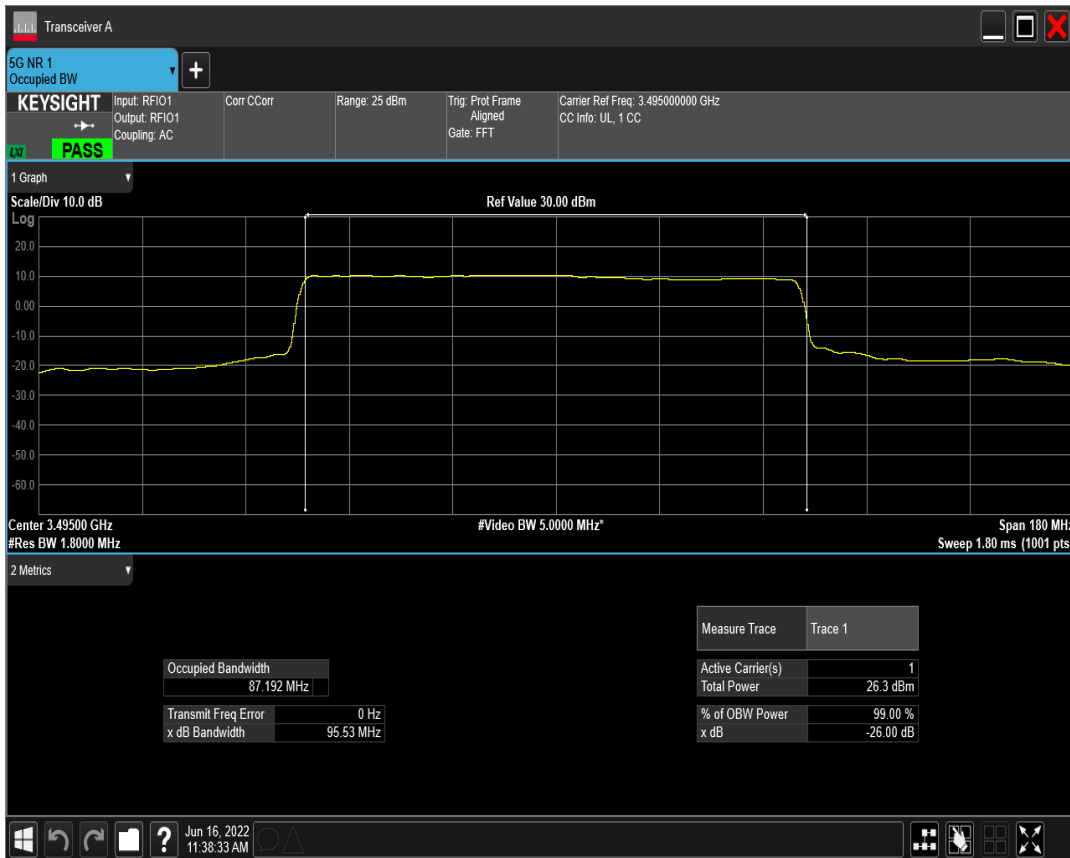 Transceiver A
5G NR 1
Occupied BW
+
KEYSIGHT
LXI
PASS
Input: RFIO1
Output: RFIO1
Coupling: AC
Corr CCorr
Range: 25 dBm
Trig: Prot Frame
Aligned
Gate: FFT
Carrier Ref Freq: 3.495000000 GHz
CC Info: UL, 1 CC
1 Graph
Scale/Div 10.0 dB
Ref Value 30.00 dBm
Log
20.0
10.0
0.00
-10.0
-20.0
-30.0
-40.0
-50.0
-60.0
Center 3.49500 GHz
#Video BW 5.0000 MHz*
Span 180 MHz
#Res BW 1.8000 MHz
Sweep 1.80 ms (1001 pts
2 Metrics
Measure Trace Trace 1
Occupied Bandwidth
87.192 MHz
Transmit Freq Error 0 Hz
x dB Bandwidth 95.53 MHz
Active Carrier(s) 1
Total Power 26.3 dBm
% of OBW Power 99.00 %
x dB -26.00 dB
?
Jun 16, 2022
11:38:33 AM